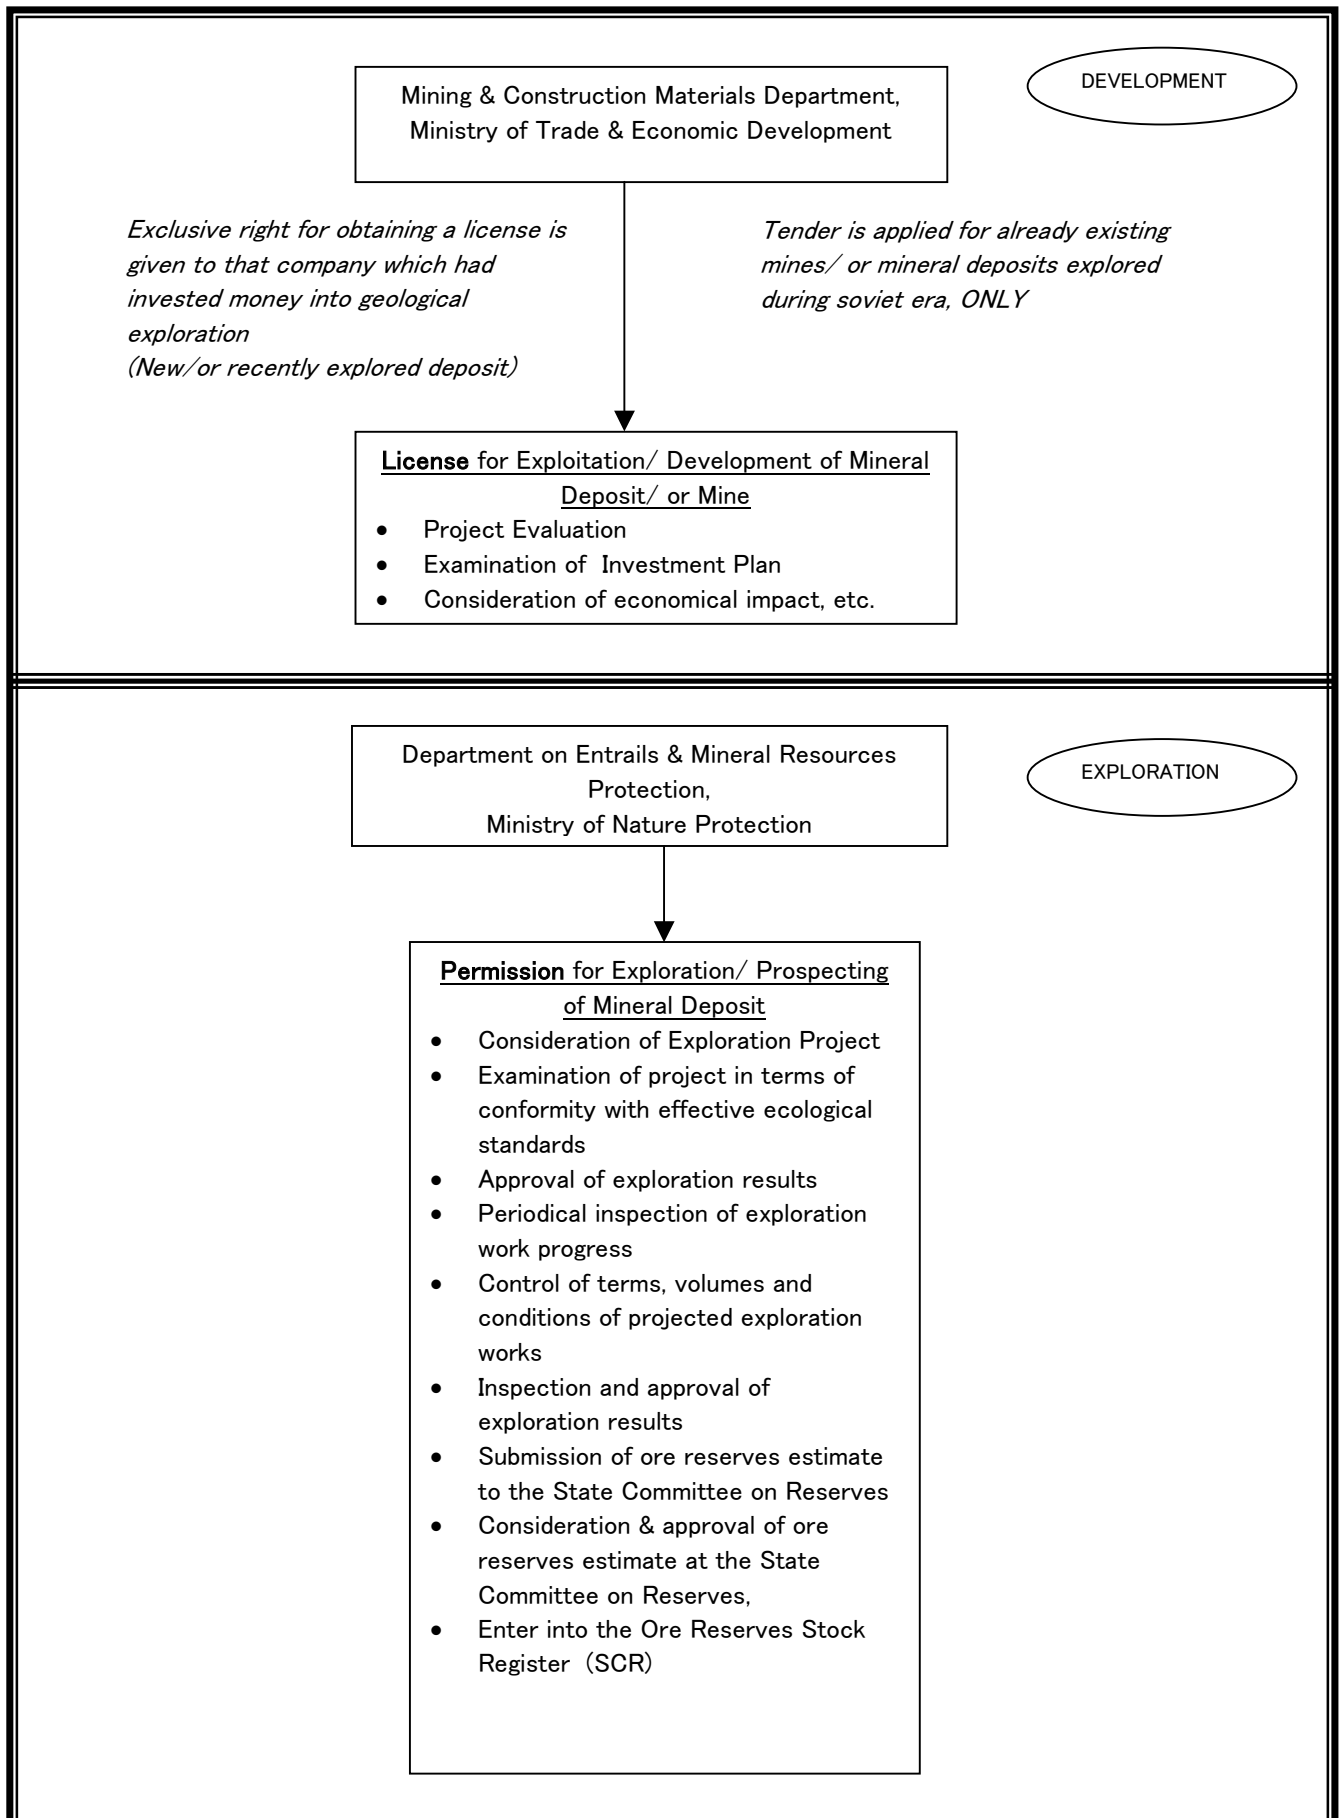 DEVELOPMENT
Mining & Construction Materials Department,
Ministry of Trade & Economic Development
Exclusive right for obtaining a license is
given to that company which had
invested money into geological
exploration
(New/or recently explored deposit)
Tender is applied for already existing
mines/ or mineral deposits explored
during soviet era, ONLY
License for Exploitation/ Development of Mineral
Deposit/ or Mine
• Project Evaluation
• Examination of Investment Plan
• Consideration of economical impact, etc.
Department on Entrails & Mineral Resources
Protection,
Ministry of Nature Protection
EXPLORATION
Permission for Exploration/ Prospecting
of Mineral Deposit
• Consideration of Exploration Project
• Examination of project in terms of
conformity with effective ecological
standards
• Approval of exploration results
• Periodical inspection of exploration
work progress
• Control of terms, volumes and
conditions of projected exploration
works
• Inspection and approval of
exploration results
• Submission of ore reserves estimate
to the State Committee on Reserves
• Consideration & approval of ore
reserves estimate at the State
Committee on Reserves,
• Enter into the Ore Reserves Stock
Register (SCR)